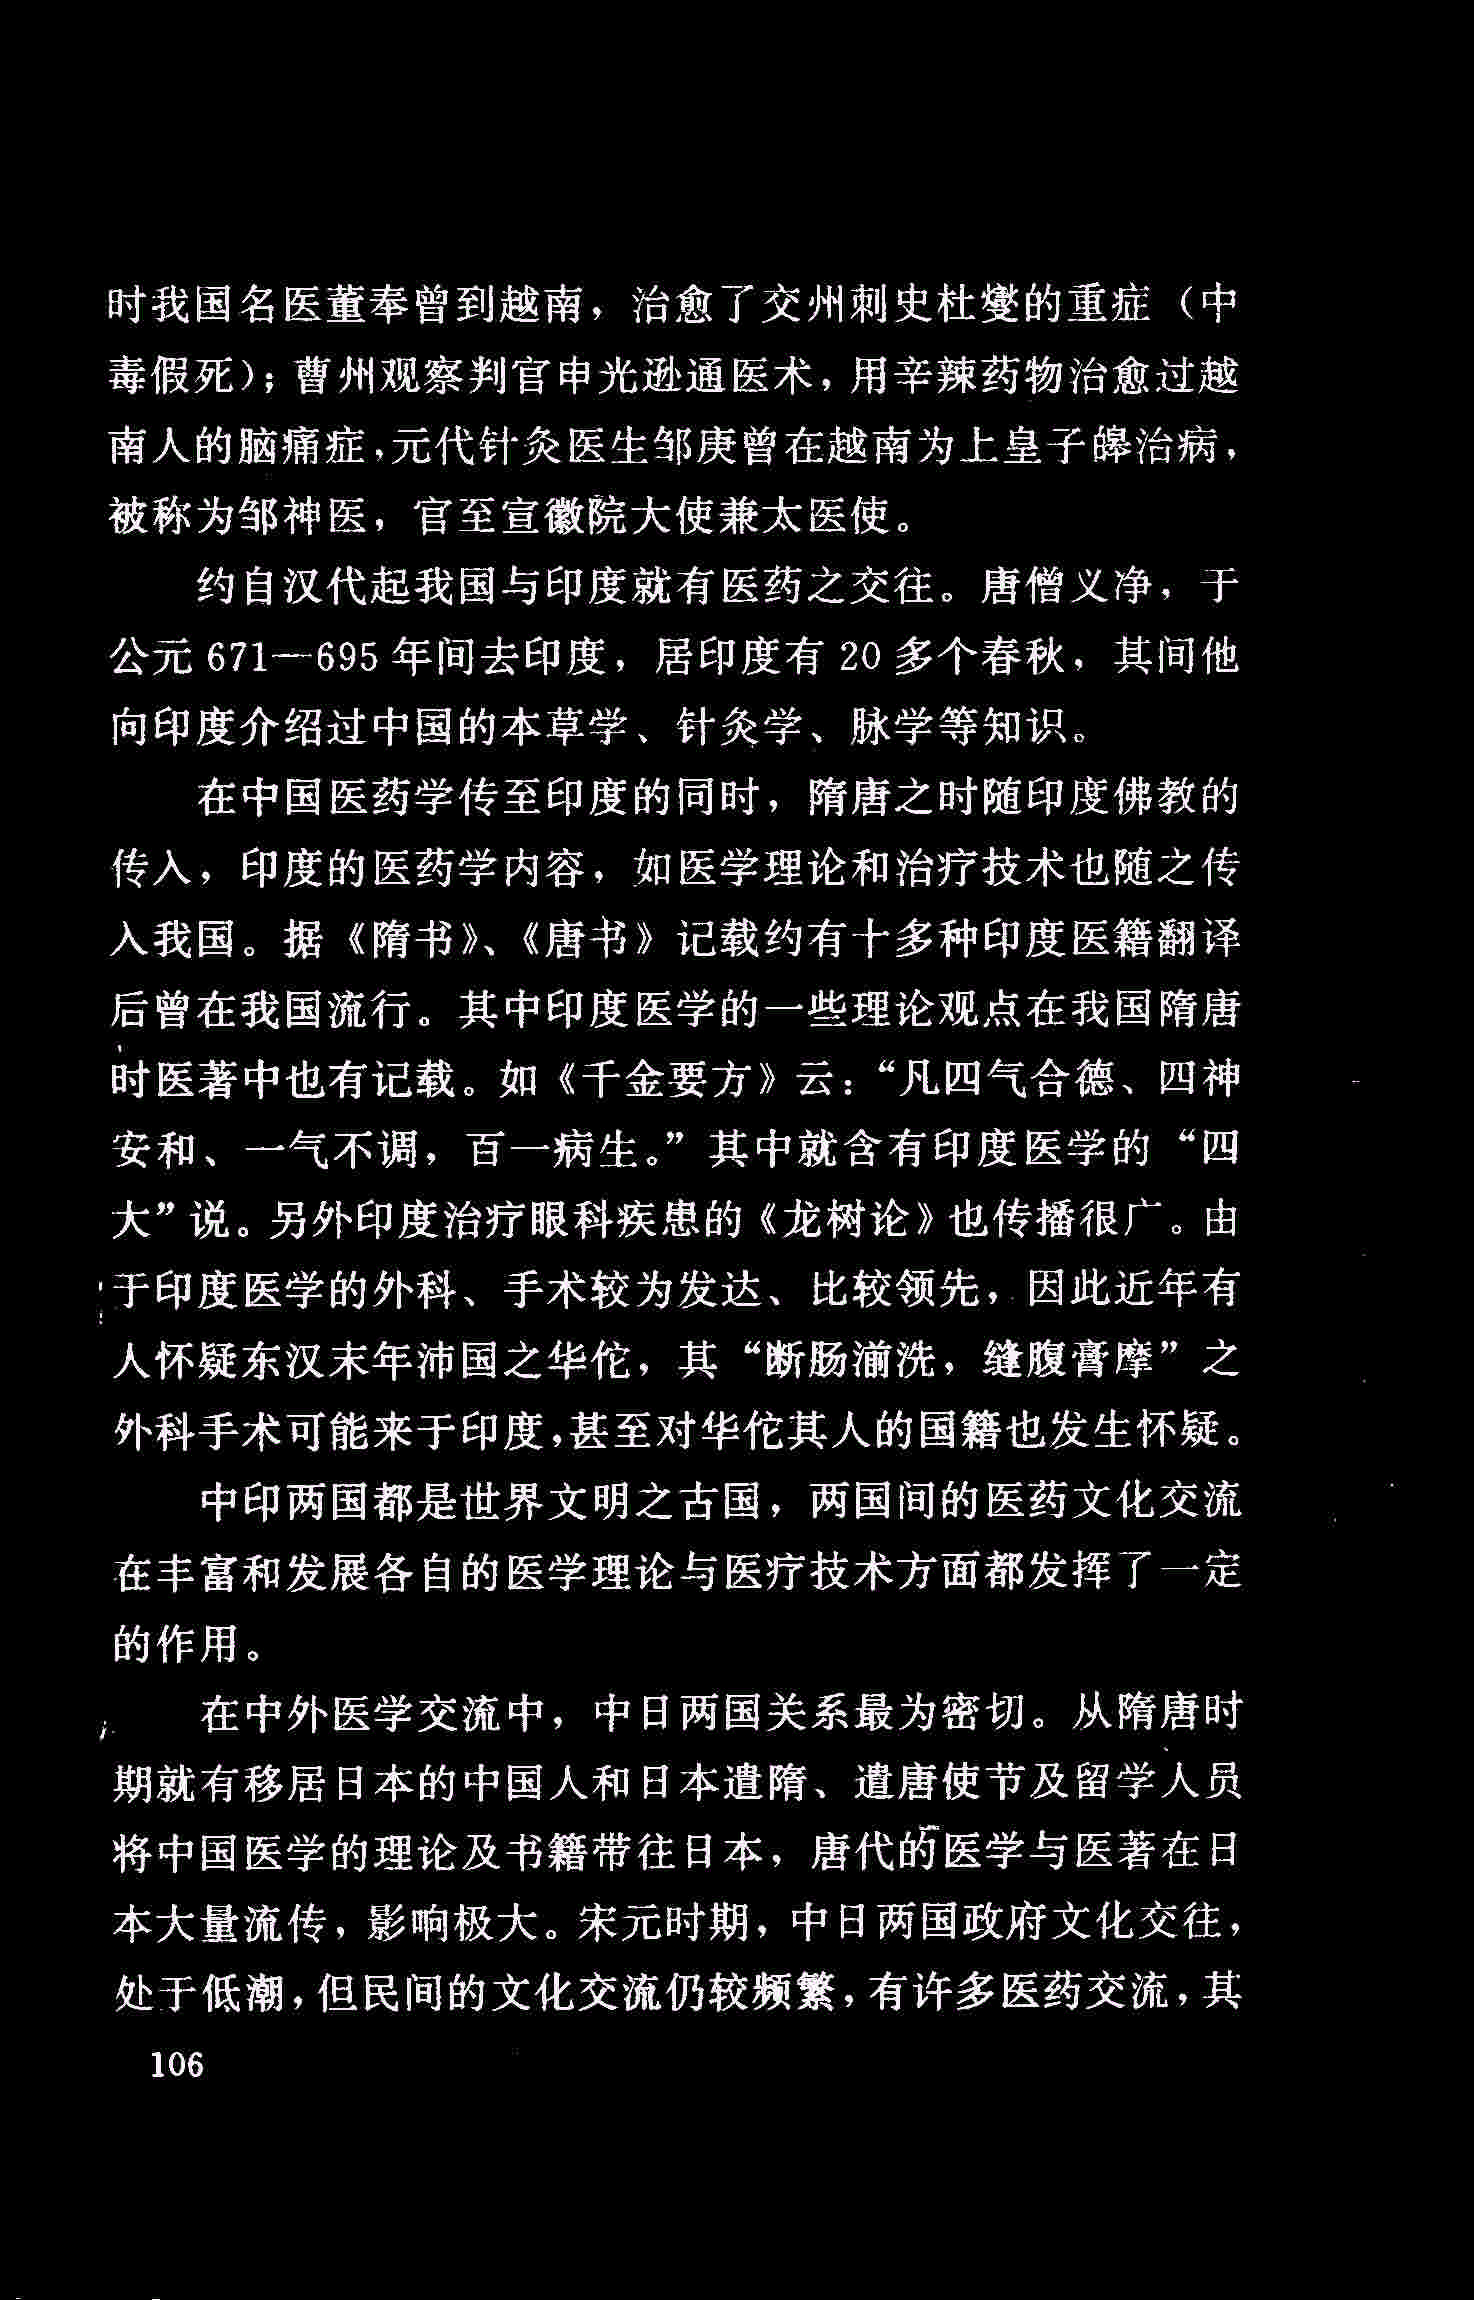 时我国名医董奉曾到越南，治愈了交州刺史杜燮的重症（中
毒假死）；曹州观察判官申光逊通医术，用辛辣药物治愈过越
南人的脑痛症，元代针灸医生邹庚曾在越南为上皇子皞治病，
被称为邹神医，官至宣徽院大使兼太医使。
约自汉代起我国与印度就有医药之交往。唐僧义净，于
公元 671—695 年间去印度，居印度有 20 多个春秋，其间他
向印度介绍过中国的本草学、针灸学、脉学等知识。
在中国医药学传至印度的同时，隋唐之时随印度佛教的
传入，印度的医药学内容，如医学理论和治疗技术也随之传
入我国。据《隋书》、《唐书》记载约有十多种印度医籍翻译
后曾在我国流行。其中印度医学的一些理论观点在我国隋唐
时医著中也有记载。如《千金要方》云：“凡四气合德、四神
安和、一气不调，百一病生。”其中就含有印度医学的“四
大”说。另外印度治疗眼科疾患的《龙树论》也传播很广。由
于印度医学的外科、手术较为发达、比较领先，因此近年有
人怀疑东汉末年沛国之华佗，其“断肠湔洗，缝腹膏摩”之
外科手术可能来于印度，甚至对华佗其人的国籍也发生怀疑。
中印两国都是世界文明之古国，两国间的医药文化交流
在丰富和发展各自的医学理论与医疗技术方面都发挥了一定
的作用。
在中外医学交流中，中日两国关系最为密切。从隋唐时
期就有移居日本的中国人和日本遣隋、遣唐使节及留学人员
将中国医学的理论及书籍带往日本，唐代的医学与医著在日
本大量流传，影响极大。宋元时期，中日两国政府文化交往，
处于低潮，但民间的文化交流仍较频繁，有许多医药交流，其
106